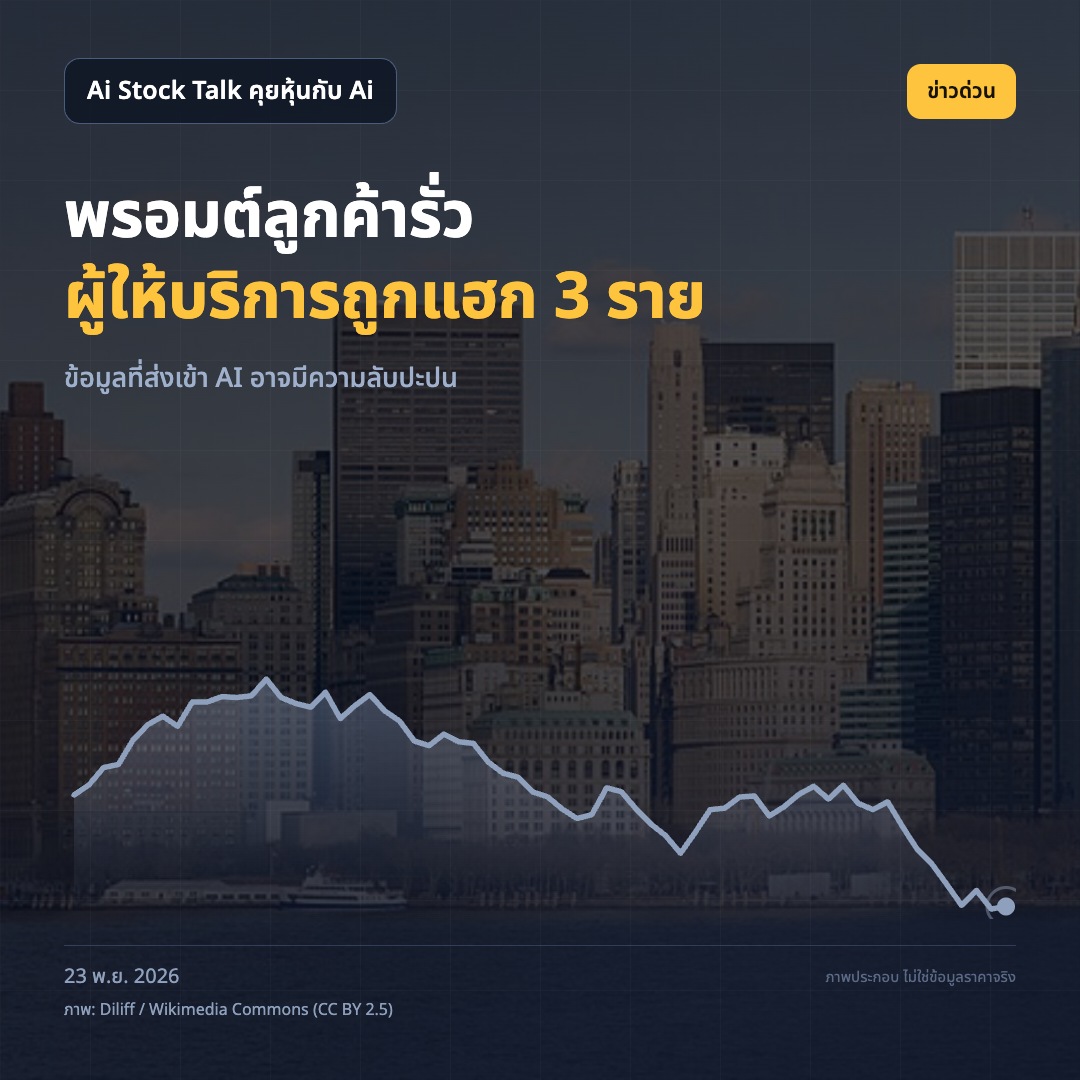 Ai Stock Talk คุยหุ้นกับ Ai
ข่าวด่วน
พรอมต์ลูกค้ารั่ว
ผู้ให้บริการถูกแฮก 3 ราย
ข้อมูลที่ส่งเข้า AI อาจมีความลับปะปน
23 พ.ย. 2026
ภาพประกอบ ไม่ใช่ข้อมูลราคาจริง
ภาพ: Diliff / Wikimedia Commons (CC BY 2.5)